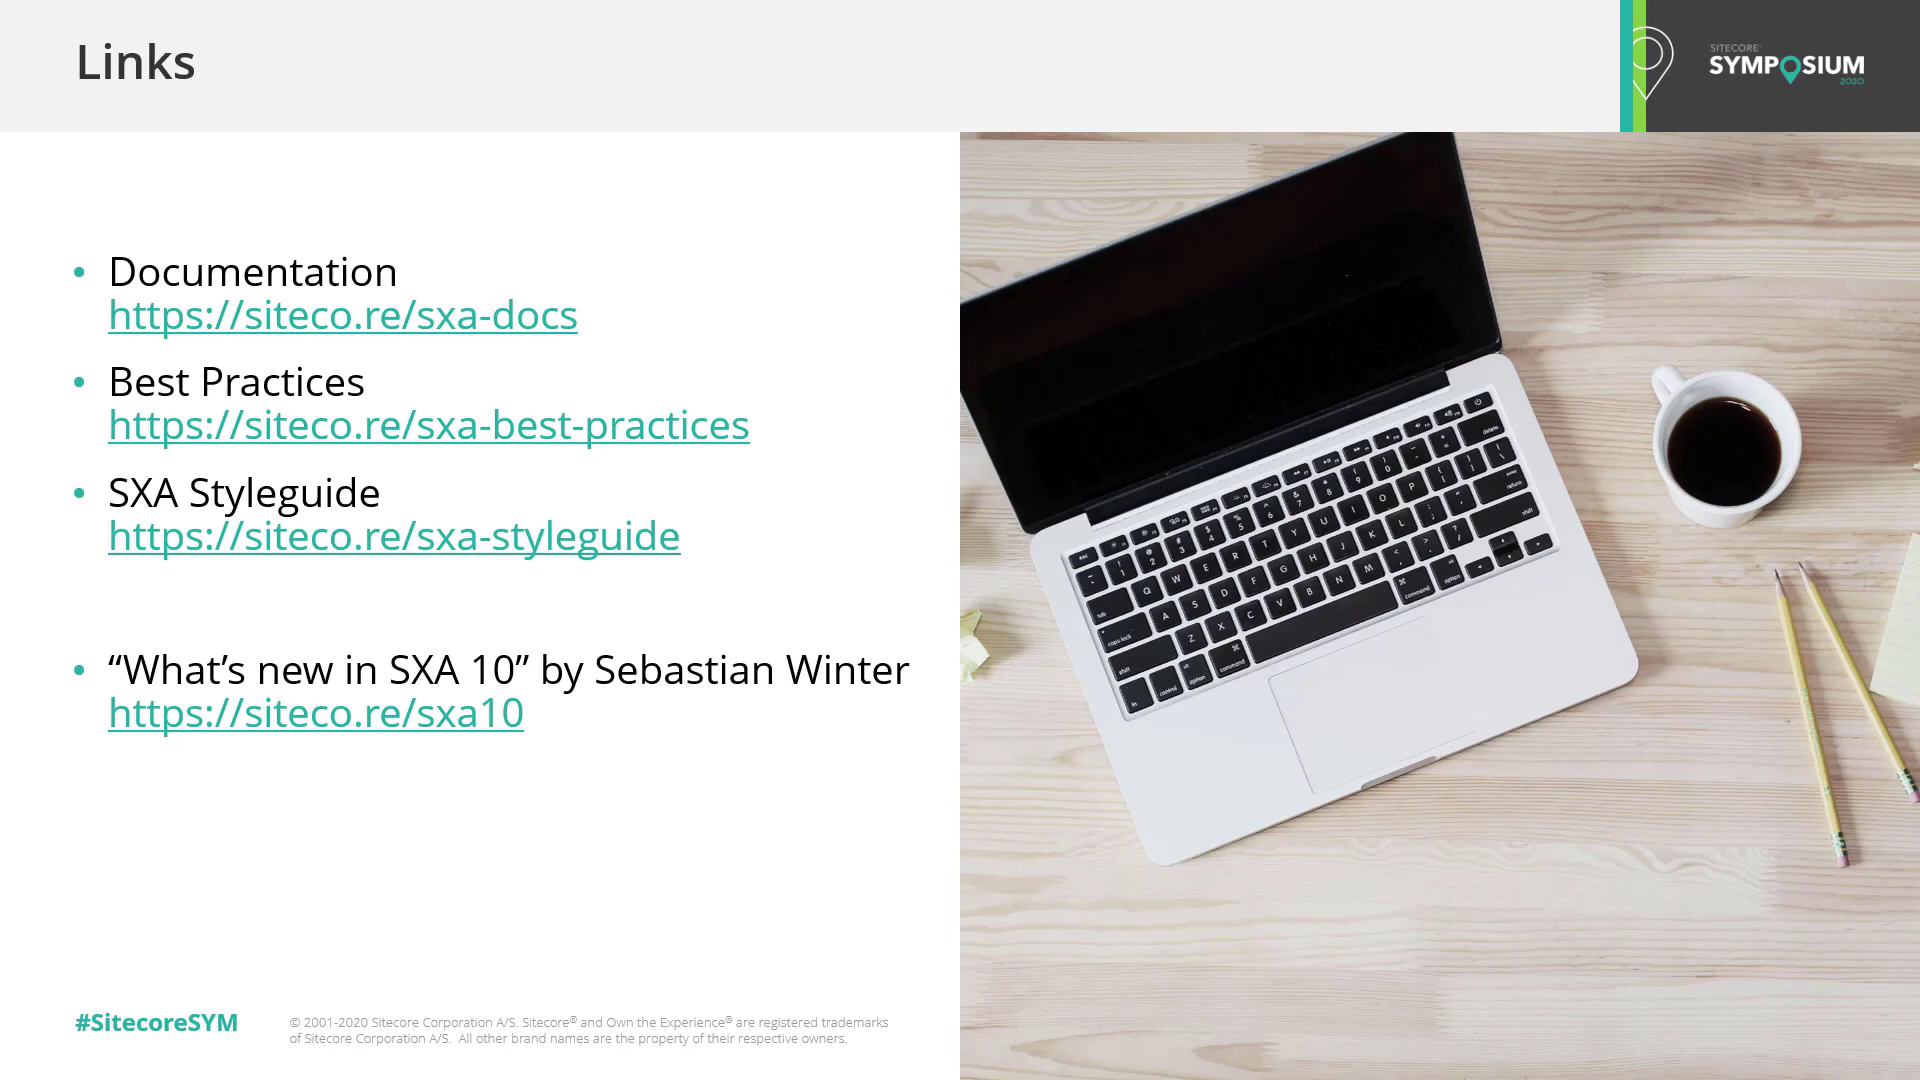 Links
SITECORE
SYMPOSIUM
2020
• Documentation
https://siteco.re/sxa-docs
• Best Practices
https://siteco.re/sxa-best-practices
• SXA Styleguide
https://siteco.re/sxa-styleguide
• “What’s new in SXA 10” by Sebastian Winter
https://siteco.re/sxa10
#SitecoreSYM
© 2001-2020 Sitecore Corporation A/S. Sitecore® and Own the Experience® are registered trademarks
of Sitecore Corporation A/S. All other brand names are the property of their respective owners.